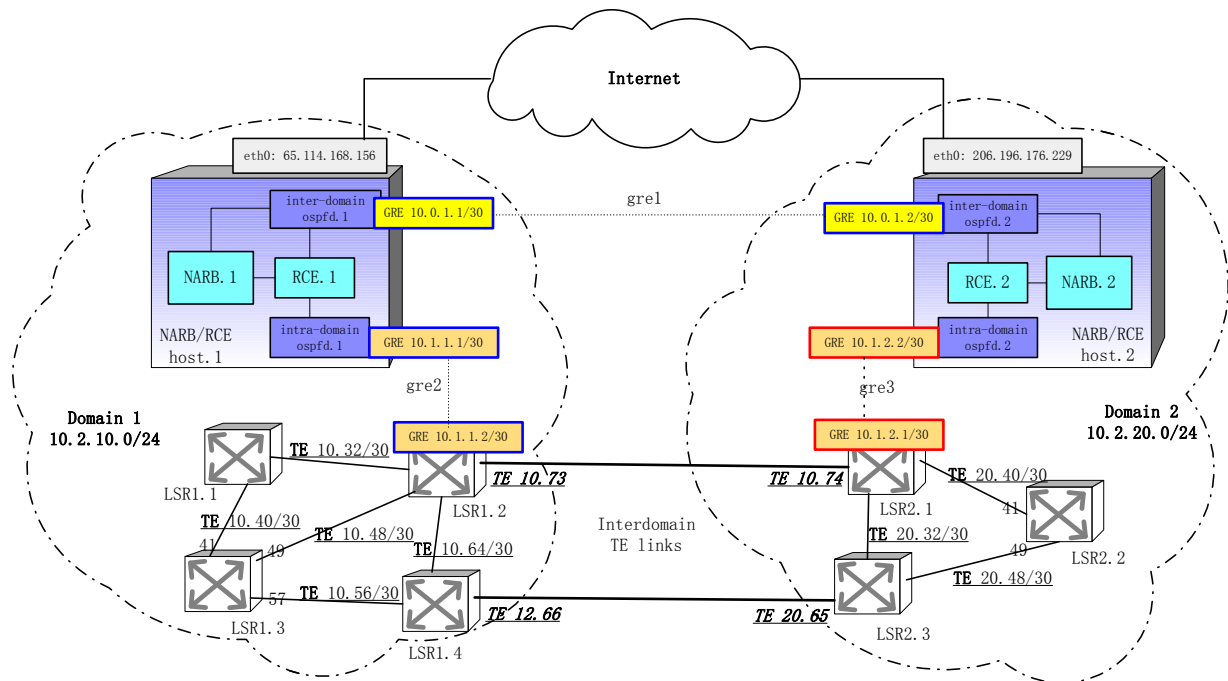 Internet
eth0: 65.114.168.156
eth0: 206.196.176.229
inter-domain
ospfd.1
GRE 10.0.1.1/30
gre1
GRE 10.0.1.2/30
inter-domain
ospfd.2
NARB.1
RCE.1
RCE.2
NARB.2
NARB/RCE
host.1
intra-domain
ospfd.1
GRE 10.1.1.1/30
GRE 10.1.2.2/30
intra-domain
ospfd.2
NARB/RCE
host.2
gre2
gre3
Domain 1
10.2.10.0/24
Domain 2
10.2.20.0/24
GRE 10.1.1.2/30
GRE 10.1.2.1/30
TE 10.32/30
LSR1.1
TE 10.73
TE 10.74
TE 20.40/30
LSR1.2
LSR2.1
41
TE 10.40/30
41
TE 10.48/30
49
TE 10.64/30
Interdomain
TE links
TE 20.32/30
49
LSR2.2
TE 20.48/30
57
TE 10.56/30
LSR1.3
TE 12.66
TE 20.65
LSR1.4
LSR2.3